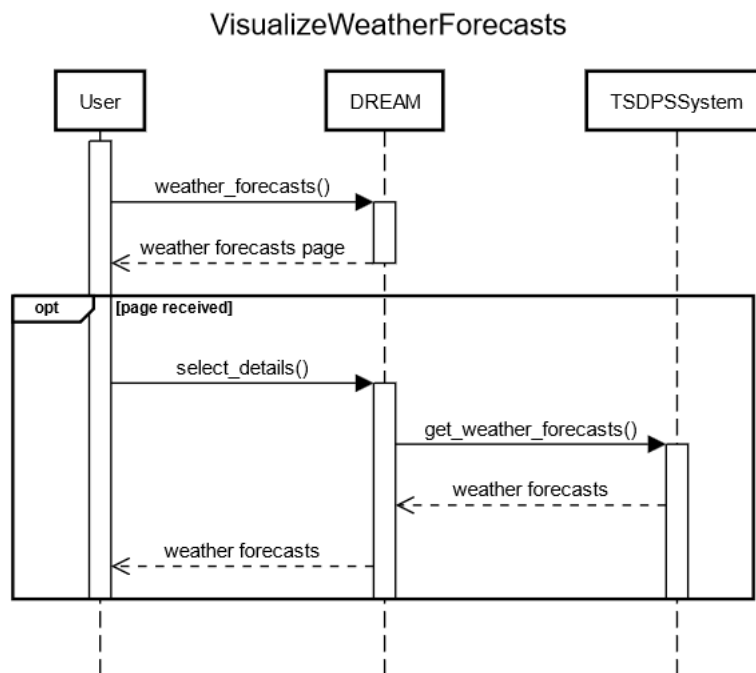 VisualizeWeatherForecasts
User
DREAM
TSDPSSystem
weather_forecasts()
weather forecasts page
opt
[page received]
select_details()
get_weather_forecasts()
weather forecasts
weather forecasts